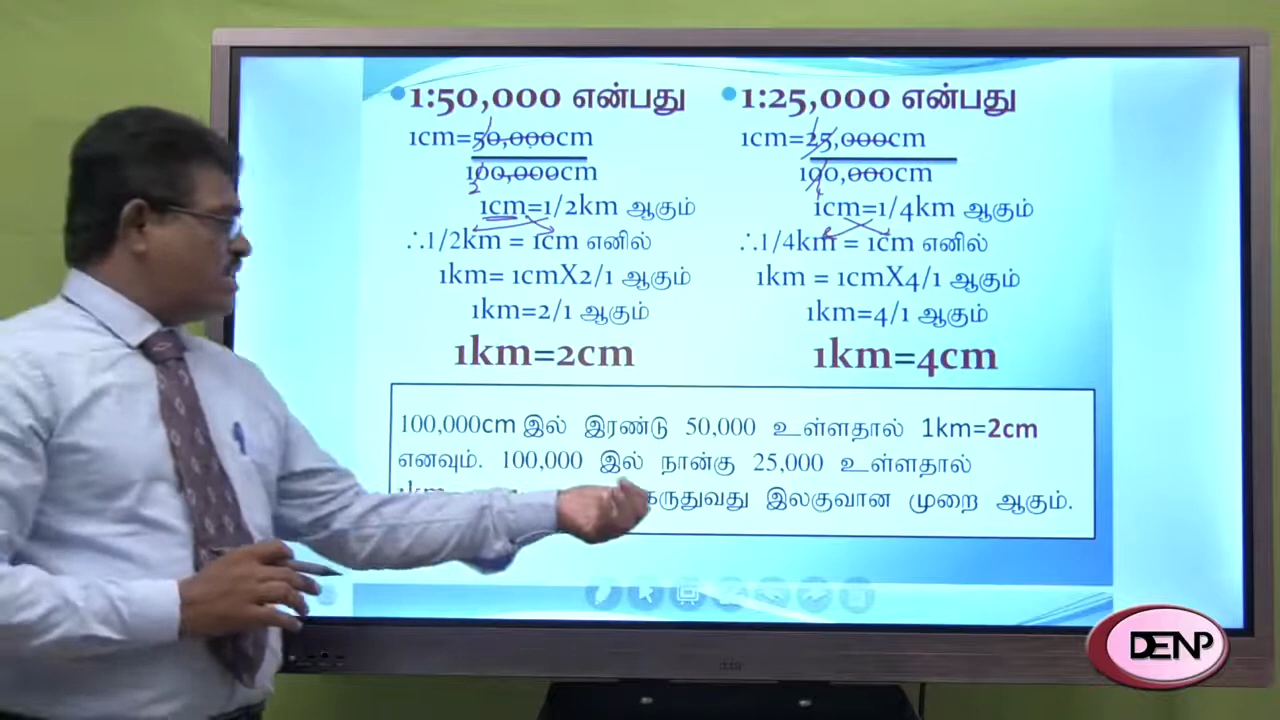 1:50,000 என்பது
1cm=50,000cm
100,000cm
2
1cm=1/2km ஆகும்
∴1/2km = 1cm எனில்
1km= 1cmX2/1 ஆகும்
1km=2/1 ஆகும்
1km=2cm
1:25,000 என்பது
1cm=25,000cm
100,000cm
1cm=1/4km ஆகும்
∴1/4km = 1cm எனில்
1km = 1cmX4/1 ஆகும்
1km=4/1 ஆகும்
1km=4cm
100,000cm இல் இரண்டு 50,000 உள்ளதால் 1km=2cm
எனவும். 100,000 இல் நான்கு 25,000 உள்ளதால்
கருதுவது இலகுவான முறை ஆகும்.
DENP